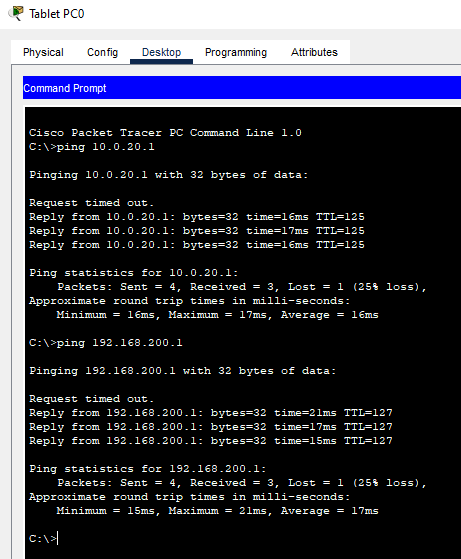 Tablet PC0
Physical Config Desktop Programming Attributes
Command Prompt
Cisco Packet Tracer PC Command Line 1.0
C:\>ping 10.0.20.1
Pinging 10.0.20.1 with 32 bytes of data:
Request timed out.
Reply from 10.0.20.1: bytes=32 time=16ms TTL=125
Reply from 10.0.20.1: bytes=32 time=17ms TTL=125
Reply from 10.0.20.1: bytes=32 time=16ms TTL=125
Ping statistics for 10.0.20.1:
Packets: Sent = 4, Received = 3, Lost = 1 (25% loss),
Approximate round trip times in milli-seconds:
Minimum = 16ms, Maximum = 17ms, Average = 16ms
C:\>ping 192.168.200.1
Pinging 192.168.200.1 with 32 bytes of data:
Request timed out.
Reply from 192.168.200.1: bytes=32 time=21ms TTL=127
Reply from 192.168.200.1: bytes=32 time=17ms TTL=127
Reply from 192.168.200.1: bytes=32 time=15ms TTL=127
Ping statistics for 192.168.200.1:
Packets: Sent = 4, Received = 3, Lost = 1 (25% loss),
Approximate round trip times in milli-seconds:
Minimum = 15ms, Maximum = 21ms, Average = 17ms
C:\>